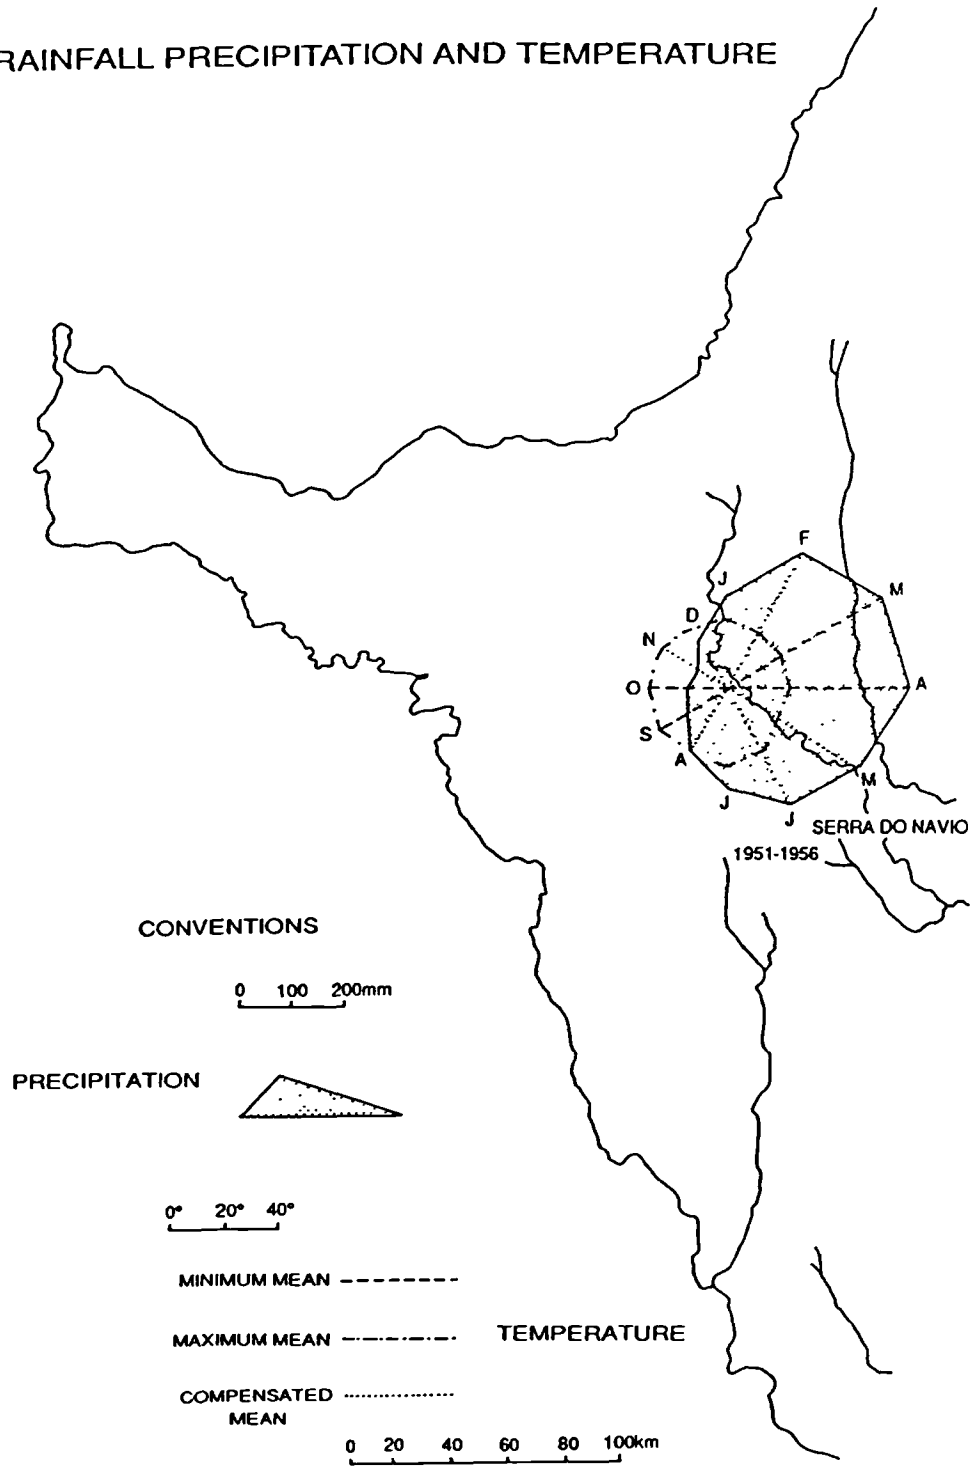 RAINFALL PRECIPITATION AND TEMPERATURE
F
J
M
D
N
O
A
S
A
M
J
J
SERRA DO NAVIO
1951-1956
CONVENTIONS
0 100 200mm
PRECIPITATION
0° 20° 40°
MINIMUM MEAN
MAXIMUM MEAN
TEMPERATURE
COMPENSATED
MEAN
0 20 40 60 80 100km